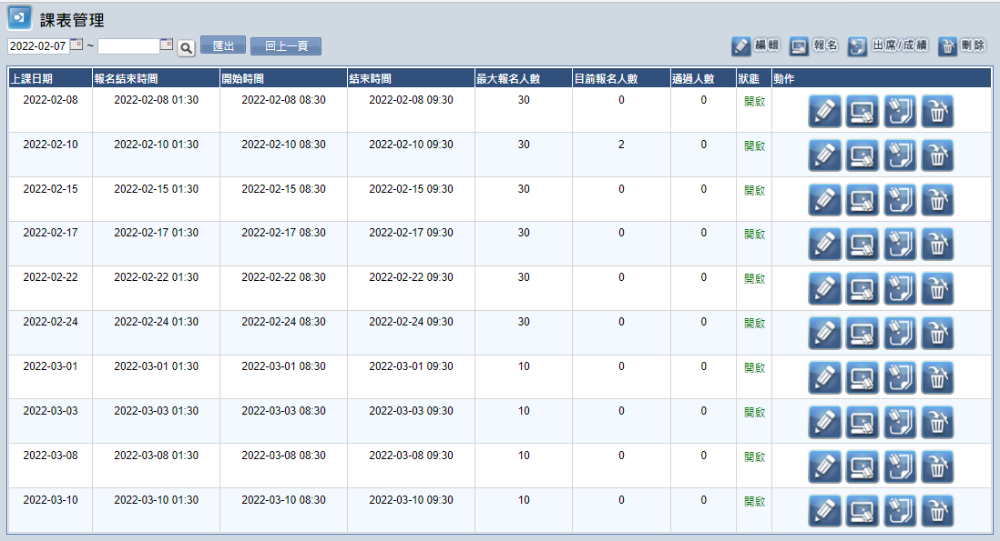 課表管理
2022-02-07 ~ 匯出 回上一頁 編輯 報名 出席/成績 刪除
上課日期 報名結束時間 開始時間 結束時間 最大報名人數 目前報名人數 通過人數 狀態 動作
2022-02-08 2022-02-08 01:30 2022-02-08 08:30 2022-02-08 09:30 30 0 0 開啟
2022-02-10 2022-02-10 01:30 2022-02-10 08:30 2022-02-10 09:30 30 2 0 開啟
2022-02-15 2022-02-15 01:30 2022-02-15 08:30 2022-02-15 09:30 30 0 0 開啟
2022-02-17 2022-02-17 01:30 2022-02-17 08:30 2022-02-17 09:30 30 0 0 開啟
2022-02-22 2022-02-22 01:30 2022-02-22 08:30 2022-02-22 09:30 30 0 0 開啟
2022-02-24 2022-02-24 01:30 2022-02-24 08:30 2022-02-24 09:30 30 0 0 開啟
2022-03-01 2022-03-01 01:30 2022-03-01 08:30 2022-03-01 09:30 10 0 0 開啟
2022-03-03 2022-03-03 01:30 2022-03-03 08:30 2022-03-03 09:30 10 0 0 開啟
2022-03-08 2022-03-08 01:30 2022-03-08 08:30 2022-03-08 09:30 10 0 0 開啟
2022-03-10 2022-03-10 01:30 2022-03-10 08:30 2022-03-10 09:30 10 0 0 開啟